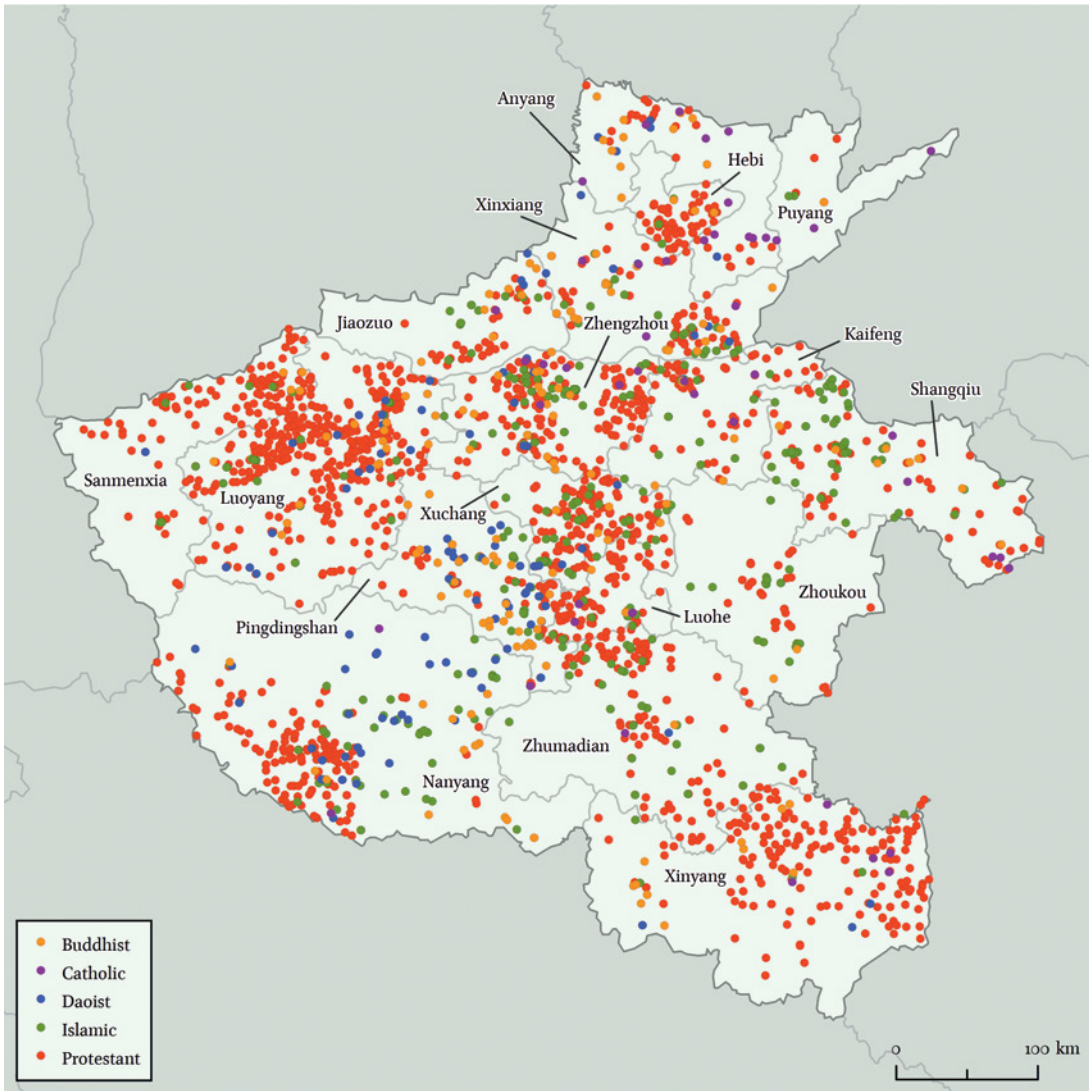 Anyang
Hebi
Xinxiang
Puyang
Jiaozuo
Zhengzhou
Kaifeng
Shangqiu
Sanmenxia
Luoyang
Xuchang
Zhoukou
Luohe
Pingdingshan
Zhumadian
Nanyang
Xinyang
Buddhist
Catholic
Daoist
Islamic
Protestant
0 100 km